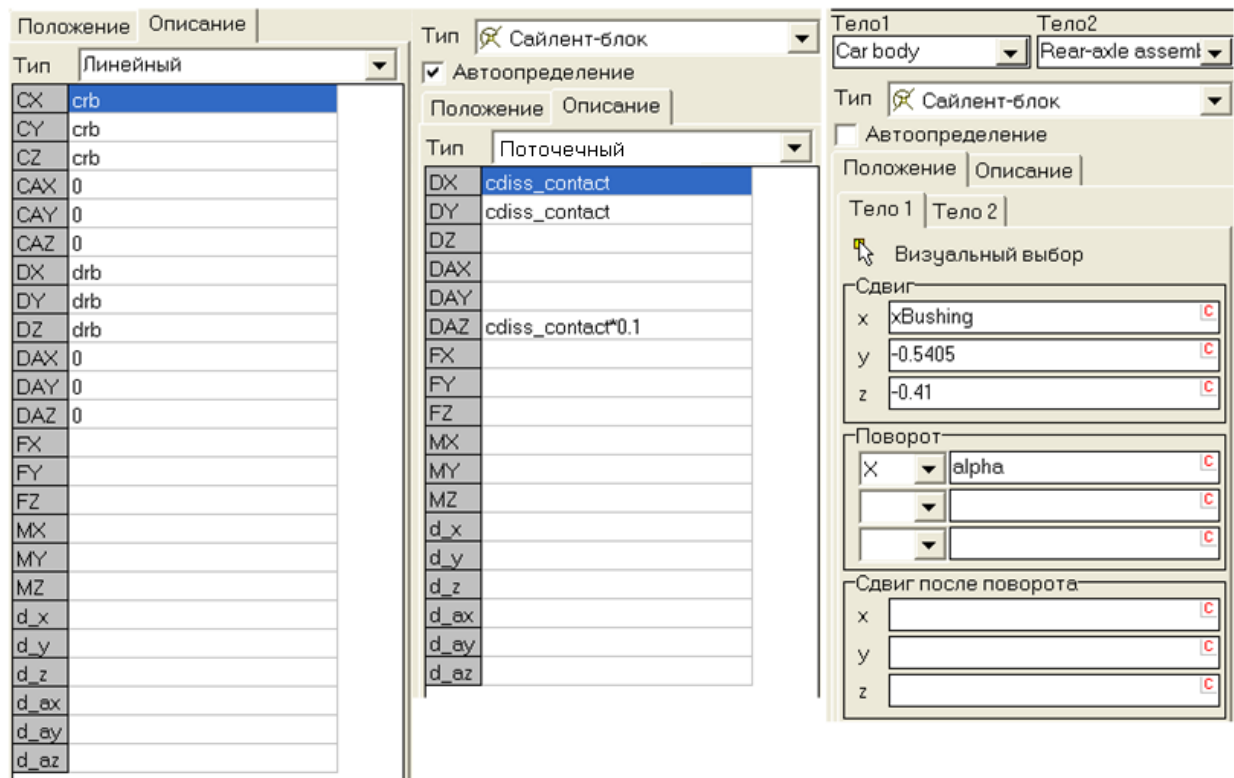 Положение Описание
Тип Линейный
CX crb
CY crb
CZ crb
CAX 0
CAY 0
CAZ 0
DX drb
DY drb
DZ drb
DAX 0
DAY 0
DAZ 0
FX
FY
FZ
MX
MY
MZ
d_x
d_y
d_z
d_ax
d_ay
d_az
Тип Сайлент-блок
Автоопределение
Положение Описание
Тип Поточечный
DX cdiss_contact
DY cdiss_contact
DZ
DAX
DAY
DAZ cdiss_contact*0.1
FX
FY
FZ
MX
MY
MZ
d_x
d_y
d_z
d_ax
d_ay
d_az
Тело1 Тело2
Car body Rear-axle assembl
Тип Сайлент-блок
Автоопределение
Положение Описание
Тело 1 Тело 2
Визуальный выбор
Сдвиг
x xBushing C
y -0.5405 C
z -0.41 C
Поворот
X alpha C
C
C
Сдвиг после поворота
x C
y C
z C